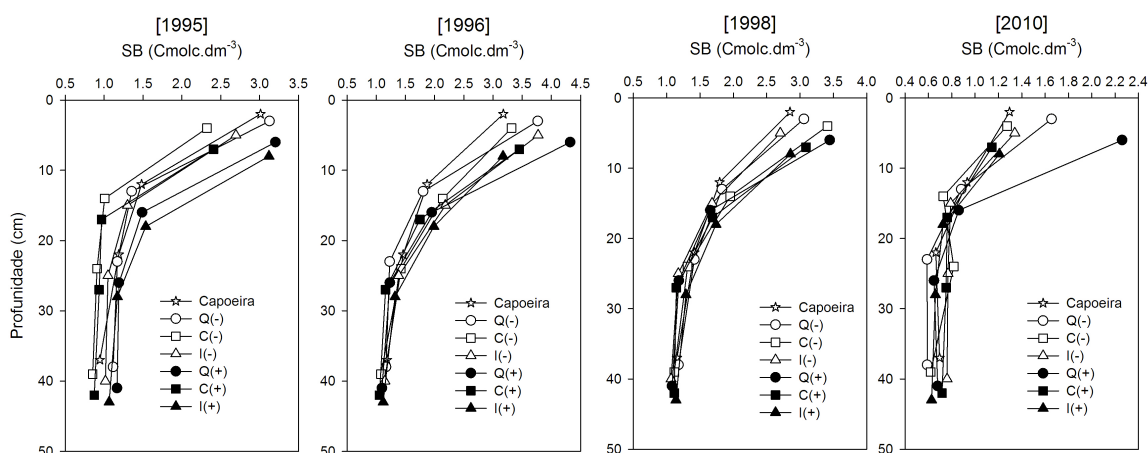 [1995]
SB (Cmolc.dm-3)
0.5 1.0 1.5 2.0 2.5 3.0 3.5
0
10
20
30
40
50
Profunidade (cm)
Capoeira
Q(-)
C(-)
I(-)
Q(+)
C(+)
I(+)
[1996]
SB (Cmolc.dm-3)
0.5 1.0 1.5 2.0 2.5 3.0 3.5 4.0 4.5
0
10
20
30
40
50
Capoeira
Q(-)
C(-)
I(-)
Q(+)
C(+)
I(+)
[1998]
SB (Cmolc.dm-3)
0.5 1.0 1.5 2.0 2.5 3.0 3.5 4.0
0
10
20
30
40
50
Capoeira
Q(-)
C(-)
I(-)
Q(+)
C(+)
I(+)
[2010]
SB (Cmolc.dm-3)
0.4 0.6 0.8 1.0 1.2 1.4 1.6 1.8 2.0 2.2 2.4
0
10
20
30
40
50
Capoeira
Q(-)
C(-)
I(-)
Q(+)
C(+)
I(+)